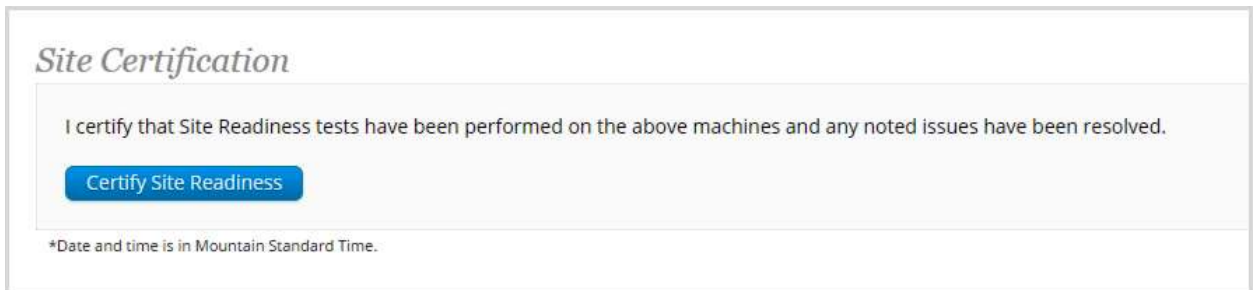 Site Certification
I certify that Site Readiness tests have been performed on the above machines and any noted issues have been resolved.
Certify Site Readiness
*Date and time is in Mountain Standard Time.